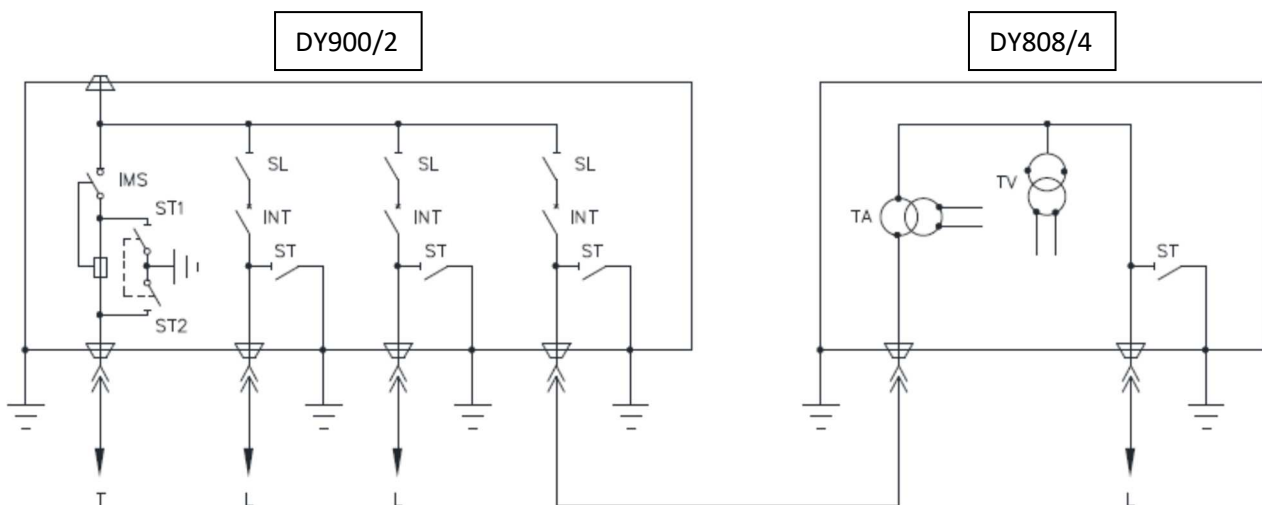 DY900/2
DY808/4
IMS
ST1
ST2
SL
INT
ST
SL
INT
ST
SL
INT
ST
TA
TV
ST
T
L
L
L